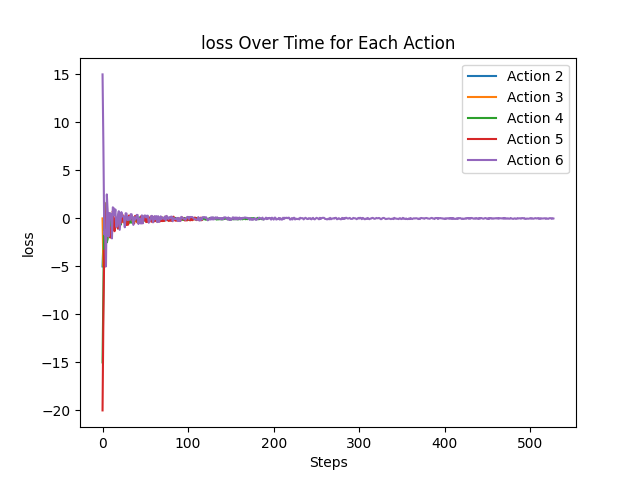 loss Over Time for Each Action
15
10
5
0
−5
−10
−15
−20
loss
0
100
200
300
400
500
Steps
Action 2
Action 3
Action 4
Action 5
Action 6